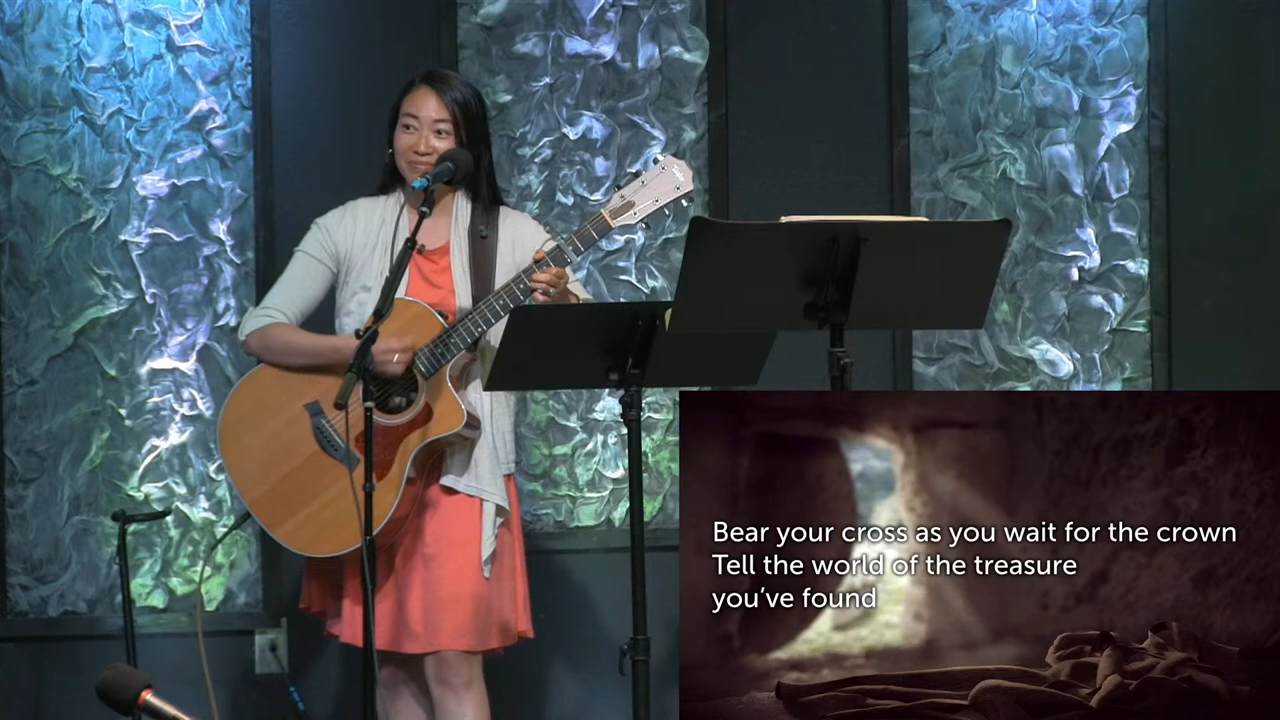 Bear your cross as you wait for the crown
Tell the world of the treasure
you've found